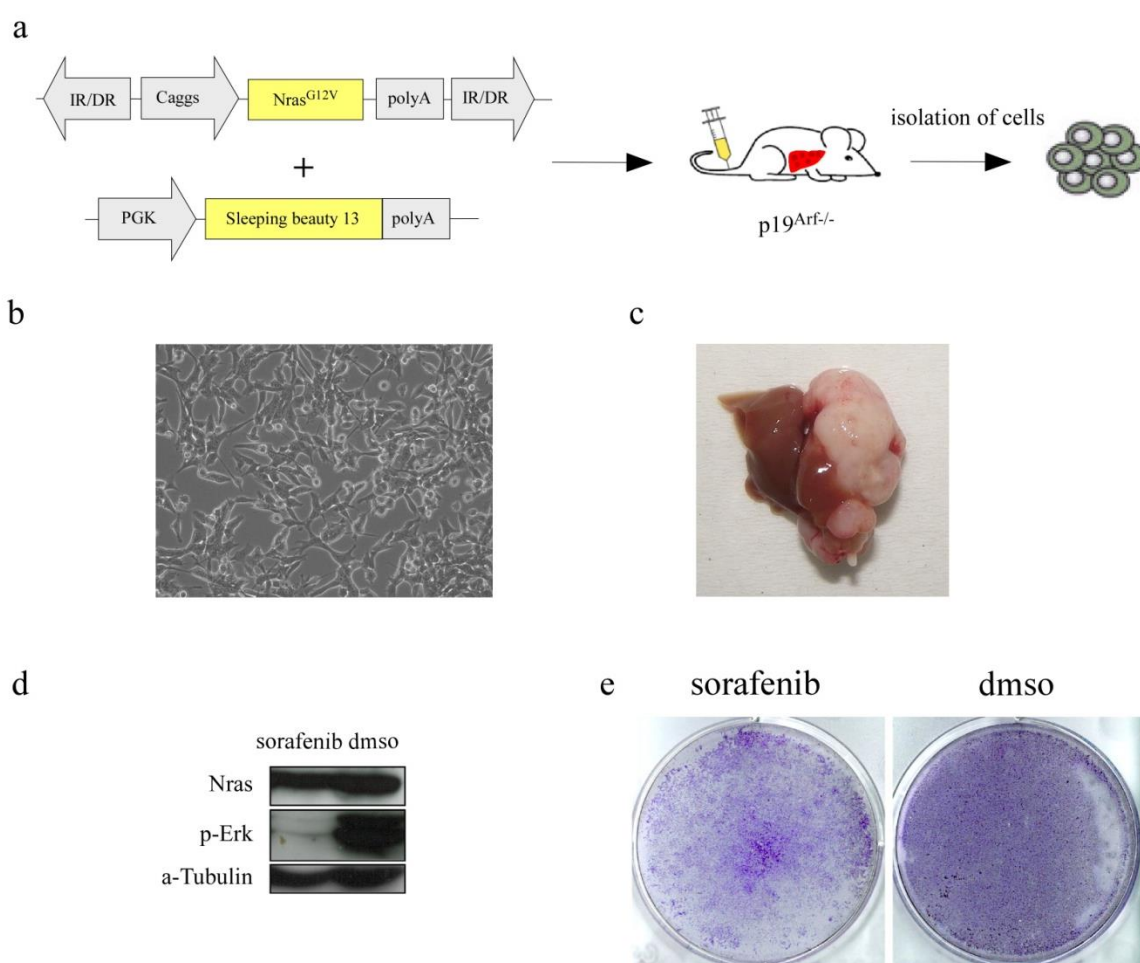 a
IR/DR Caggs Nras^G12V polyA IR/DR
+
PGK Sleeping beauty 13 polyA
isolation of cells
p19^Arf-/-
b
c
d
sorafenib dmso
Nras
p-Erk
a-Tubulin
e
sorafenib dmso